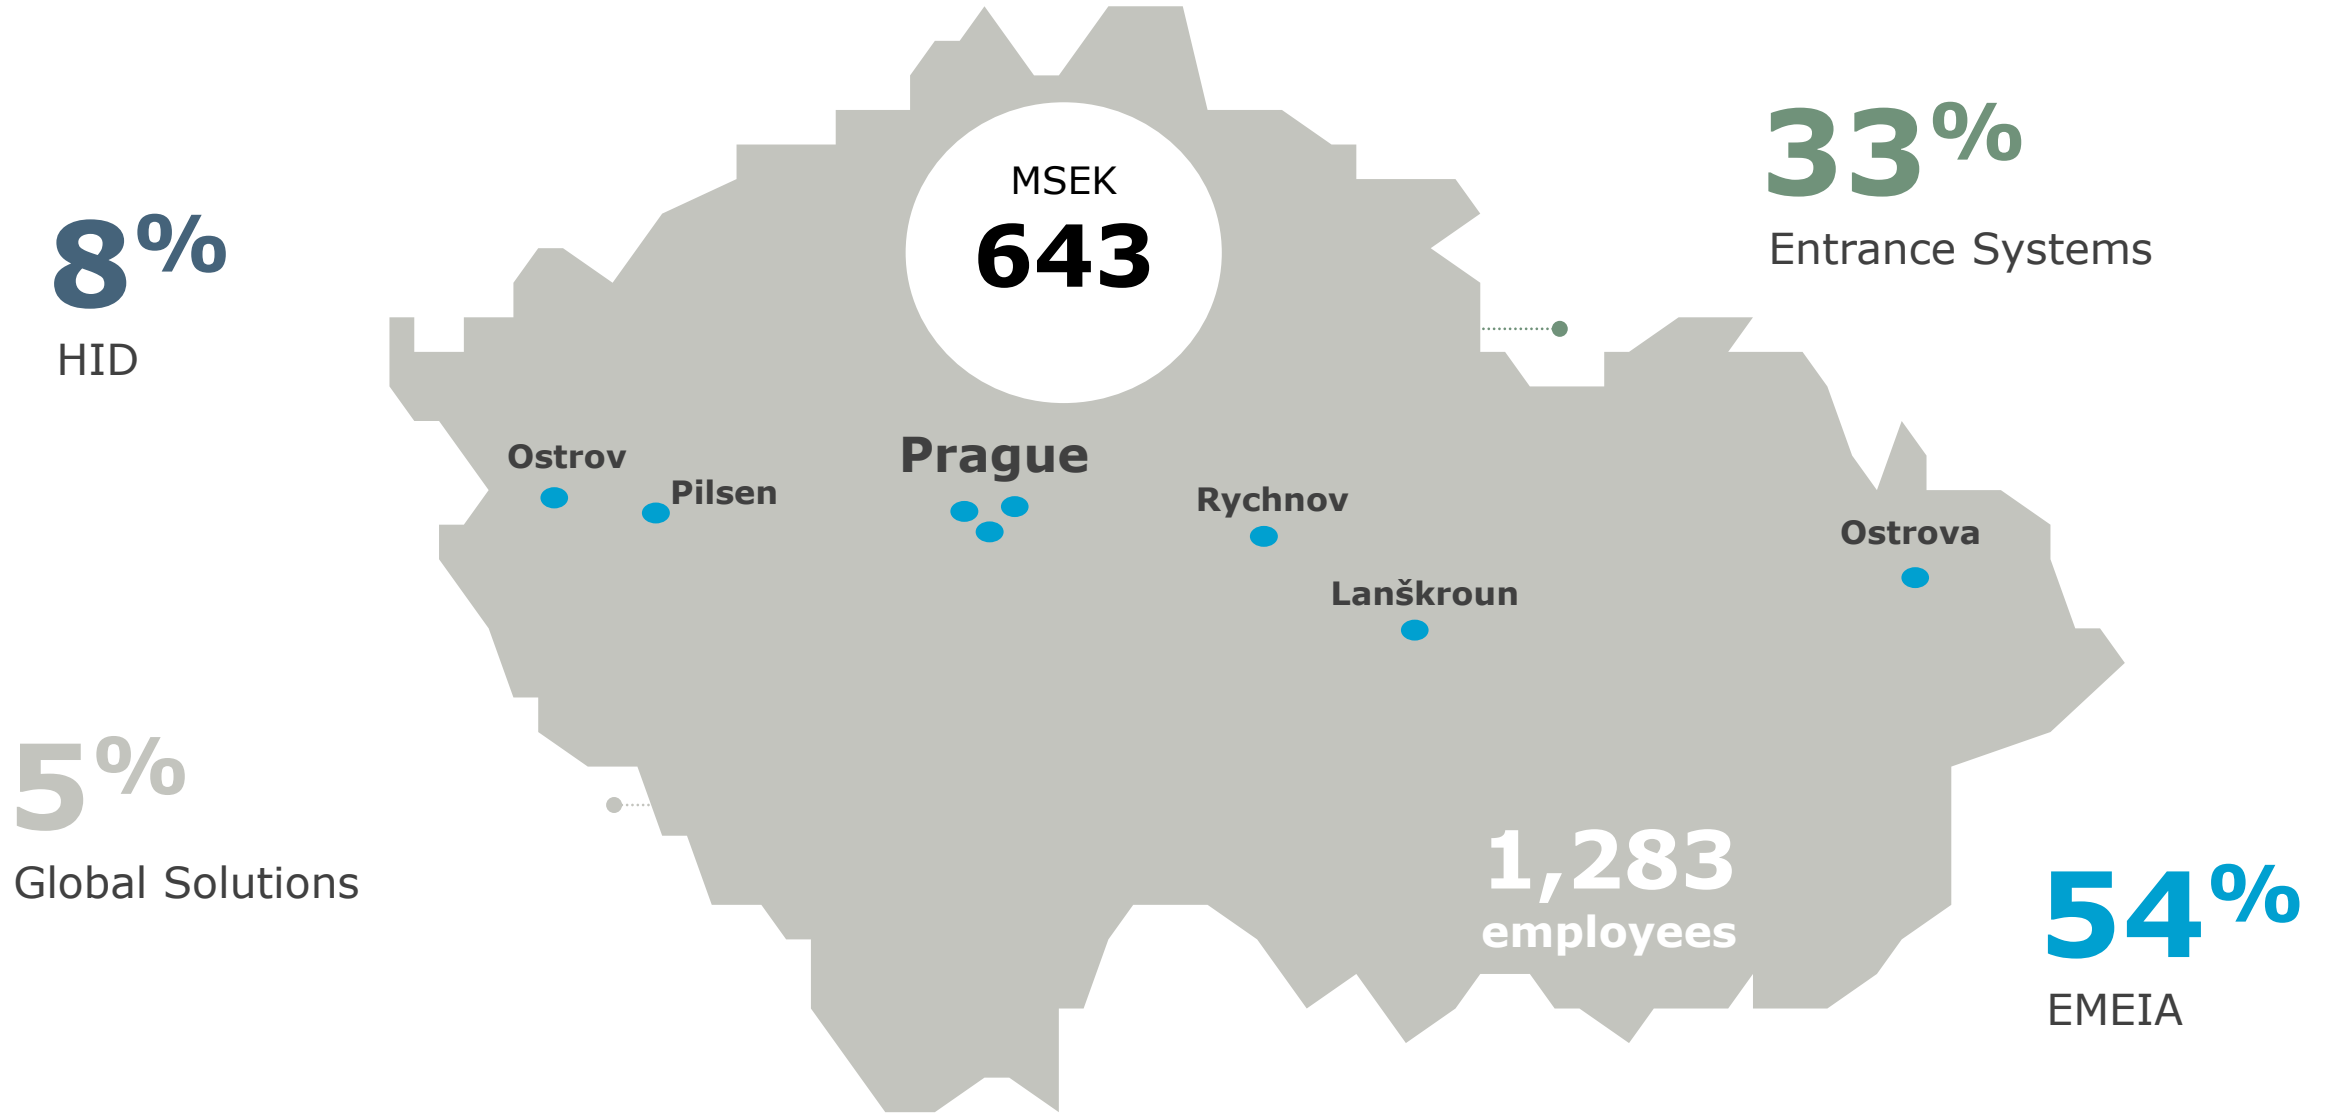 33%
Entrance Systems
MSEK
643
8%
HID
Prague
Ostrov
Pilsen
Rychnov
Ostrova
Lanškroun
5%
Global Solutions
1,283
employees
54%
EMEIA